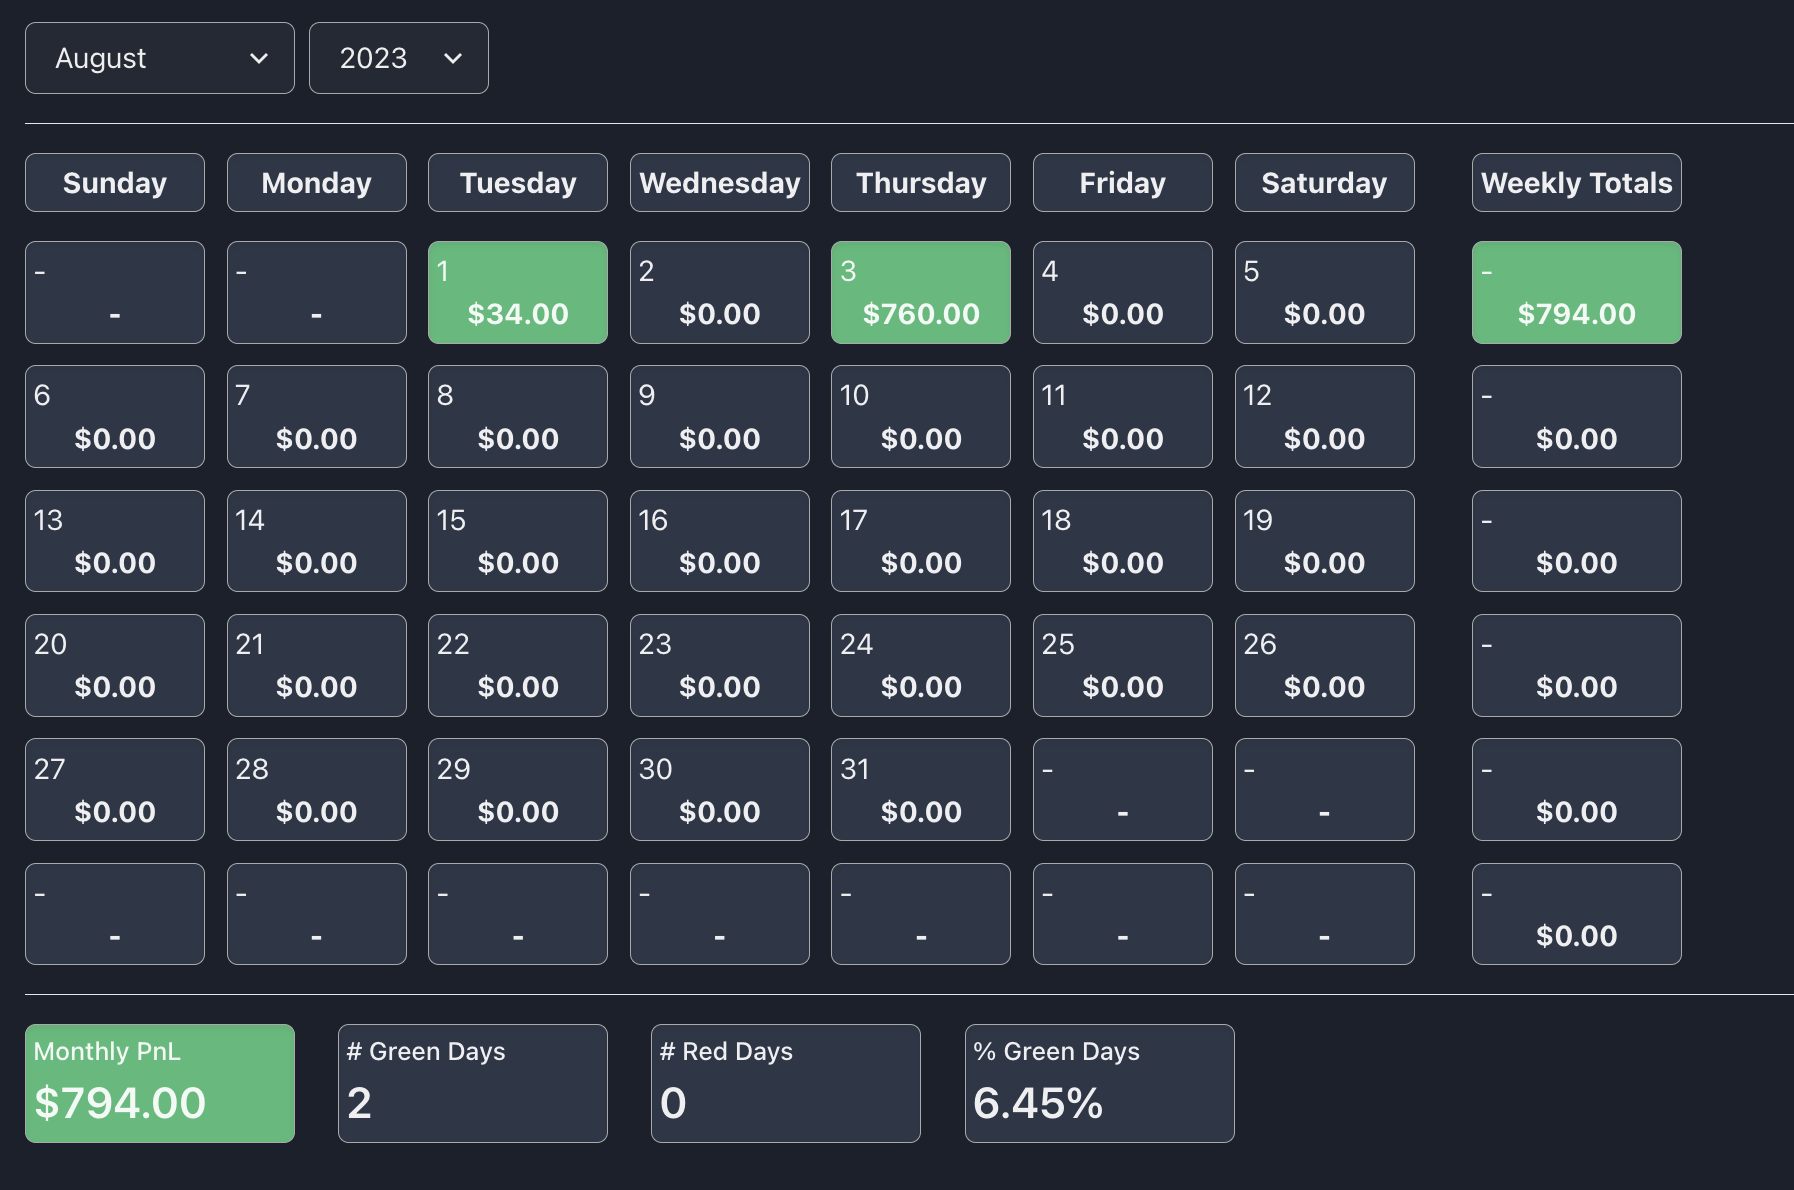 August 2023
Sunday Monday Tuesday Wednesday Thursday Friday Saturday Weekly Totals
- - 1 2 3 4 5 -
- - $34.00 $0.00 $760.00 $0.00 $0.00 $794.00
6 7 8 9 10 11 12 -
$0.00 $0.00 $0.00 $0.00 $0.00 $0.00 $0.00 $0.00
13 14 15 16 17 18 19 -
$0.00 $0.00 $0.00 $0.00 $0.00 $0.00 $0.00 $0.00
20 21 22 23 24 25 26 -
$0.00 $0.00 $0.00 $0.00 $0.00 $0.00 $0.00 $0.00
27 28 29 30 31 - - -
$0.00 $0.00 $0.00 $0.00 $0.00 - - $0.00
- - - - - - - -
- - - - - - - $0.00
Monthly PnL # Green Days # Red Days % Green Days
$794.00 2 0 6.45%